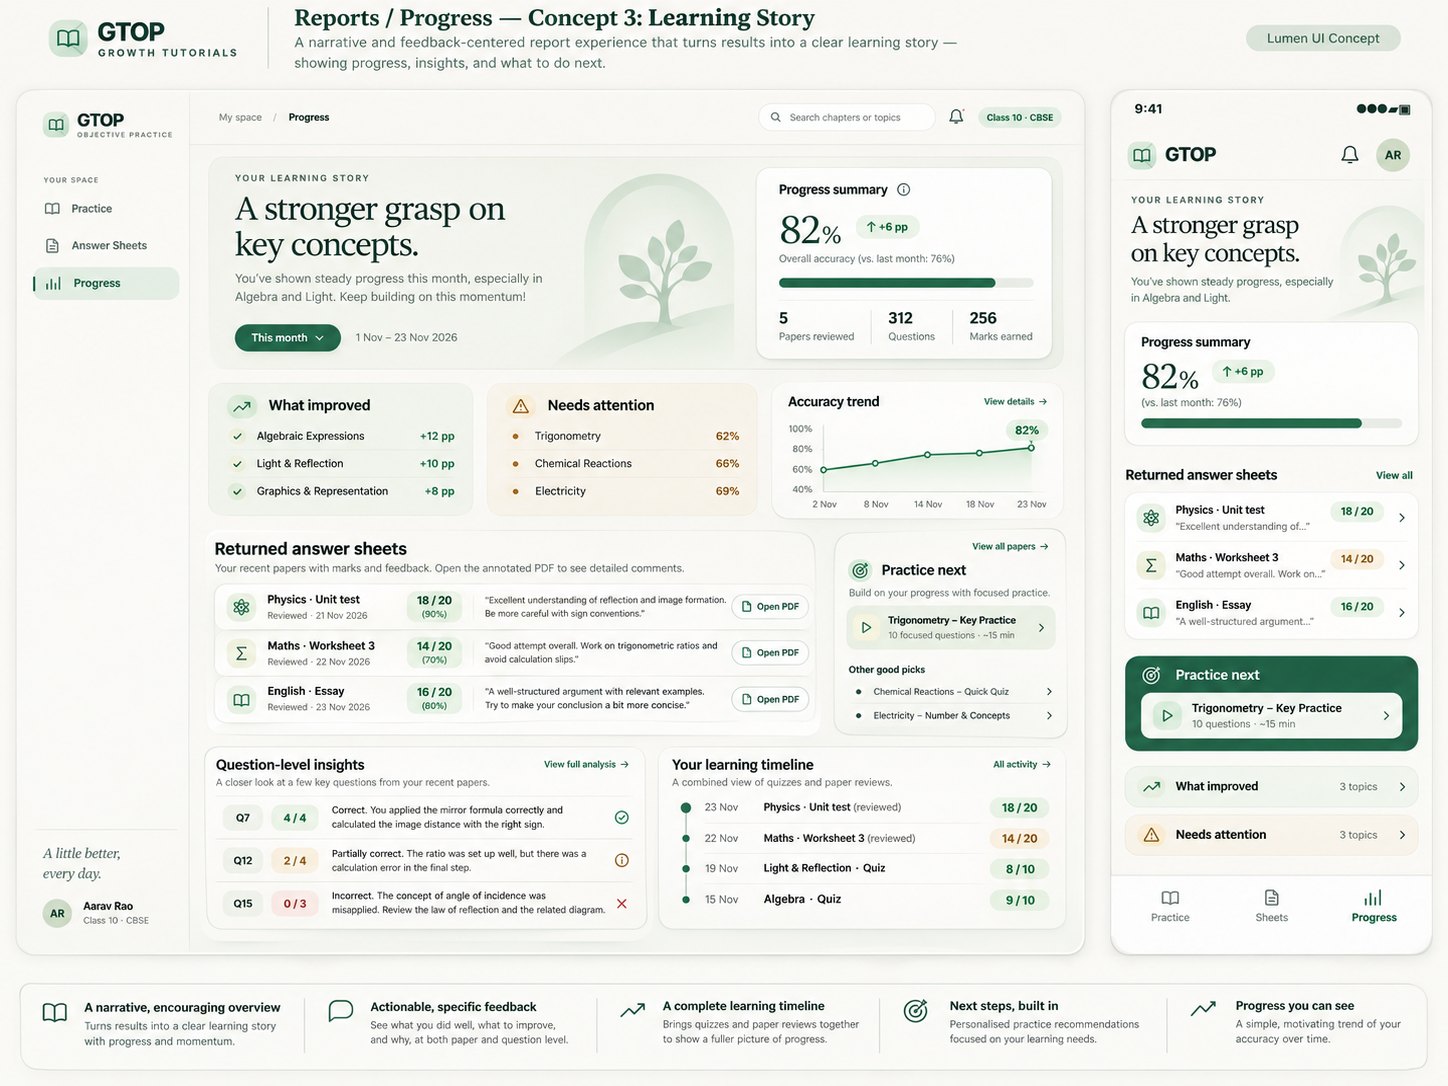 GTOP
GROWTH TUTORIALS
Reports / Progress — Concept 3: Learning Story
A narrative and feedback-centered report experience that turns results into a clear learning story —
showing progress, insights, and what to do next.
Lumen UI Concept
GTOP
OBJECTIVE PRACTICE
YOUR SPACE
Practice
Answer Sheets
Progress
A little better,
every day.
AR
Aarav Rao
Class 10 · CBSE
My space / Progress
Search chapters or topics
Class 10 · CBSE
YOUR LEARNING STORY
A stronger grasp on
key concepts.
You've shown steady progress this month, especially in
Algebra and Light. Keep building on this momentum!
This month
1 Nov – 23 Nov 2026
Progress summary
82%
↑ +6 pp
Overall accuracy (vs. last month: 76%)
5
Papers reviewed
312
Questions
256
Marks earned
What improved
Algebraic Expressions +12 pp
Light & Reflection +10 pp
Graphics & Representation +8 pp
Needs attention
Trigonometry 62%
Chemical Reactions 66%
Electricity 69%
Accuracy trend
View details →
100%
80%
60%
40%
82%
2 Nov 8 Nov 14 Nov 18 Nov 23 Nov
Returned answer sheets
Your recent papers with marks and feedback. Open the annotated PDF to see detailed comments.
Physics · Unit test
Reviewed · 21 Nov 2026
18 / 20
(90%)
"Excellent understanding of reflection and image formation.
Be more careful with sign conventions."
Open PDF
Maths · Worksheet 3
Reviewed · 22 Nov 2026
14 / 20
(70%)
"Good attempt overall. Work on trigonometric ratios and
avoid calculation slips."
Open PDF
English · Essay
Reviewed · 23 Nov 2026
16 / 20
(80%)
"A well-structured argument with relevant examples.
Try to make your conclusion a bit more concise."
Open PDF
View all papers →
Practice next
Build on your progress with focused practice.
Trigonometry – Key Practice
10 focused questions · ~15 min
Other good picks
Chemical Reactions – Quick Quiz
Electricity – Number & Concepts
Question-level insights
View full analysis →
A closer look at a few key questions from your recent papers.
Q7
4 / 4
Correct. You applied the mirror formula correctly and
calculated the image distance with the right sign.
Q12
2 / 4
Partially correct. The ratio was set up well, but there was a
calculation error in the final step.
Q15
0 / 3
Incorrect. The concept of angle of incidence was
misapplied. Review the law of reflection and the related diagram.
Your learning timeline
All activity →
A combined view of quizzes and paper reviews.
23 Nov Physics · Unit test (reviewed) 18 / 20
22 Nov Maths · Worksheet 3 (reviewed) 14 / 20
19 Nov Light & Reflection · Quiz 8 / 10
15 Nov Algebra · Quiz 9 / 10
9:41
GTOP
AR
YOUR LEARNING STORY
A stronger grasp
on key concepts.
You've shown steady progress, especially
in Algebra and Light.
Progress summary
82%
↑ +6 pp
(vs. last month: 76%)
Returned answer sheets
View all
Physics · Unit test
"Excellent understanding of..."
18 / 20
Maths · Worksheet 3
"Good attempt overall. Work on..."
14 / 20
English · Essay
"A well-structured argument..."
16 / 20
Practice next
Trigonometry – Key Practice
10 questions · ~15 min
What improved 3 topics
Needs attention 3 topics
Practice
Sheets
Progress
A narrative, encouraging overview
Turns results into a clear learning story
with progress and momentum.
Actionable, specific feedback
See what you did well, what to improve,
and why, at both paper and question level.
A complete learning timeline
Brings quizzes and paper reviews together
to show a fuller picture of progress.
Next steps, built in
Personalised practice recommendations
focused on your learning needs.
Progress you can see
A simple, motivating trend of your
accuracy over time.